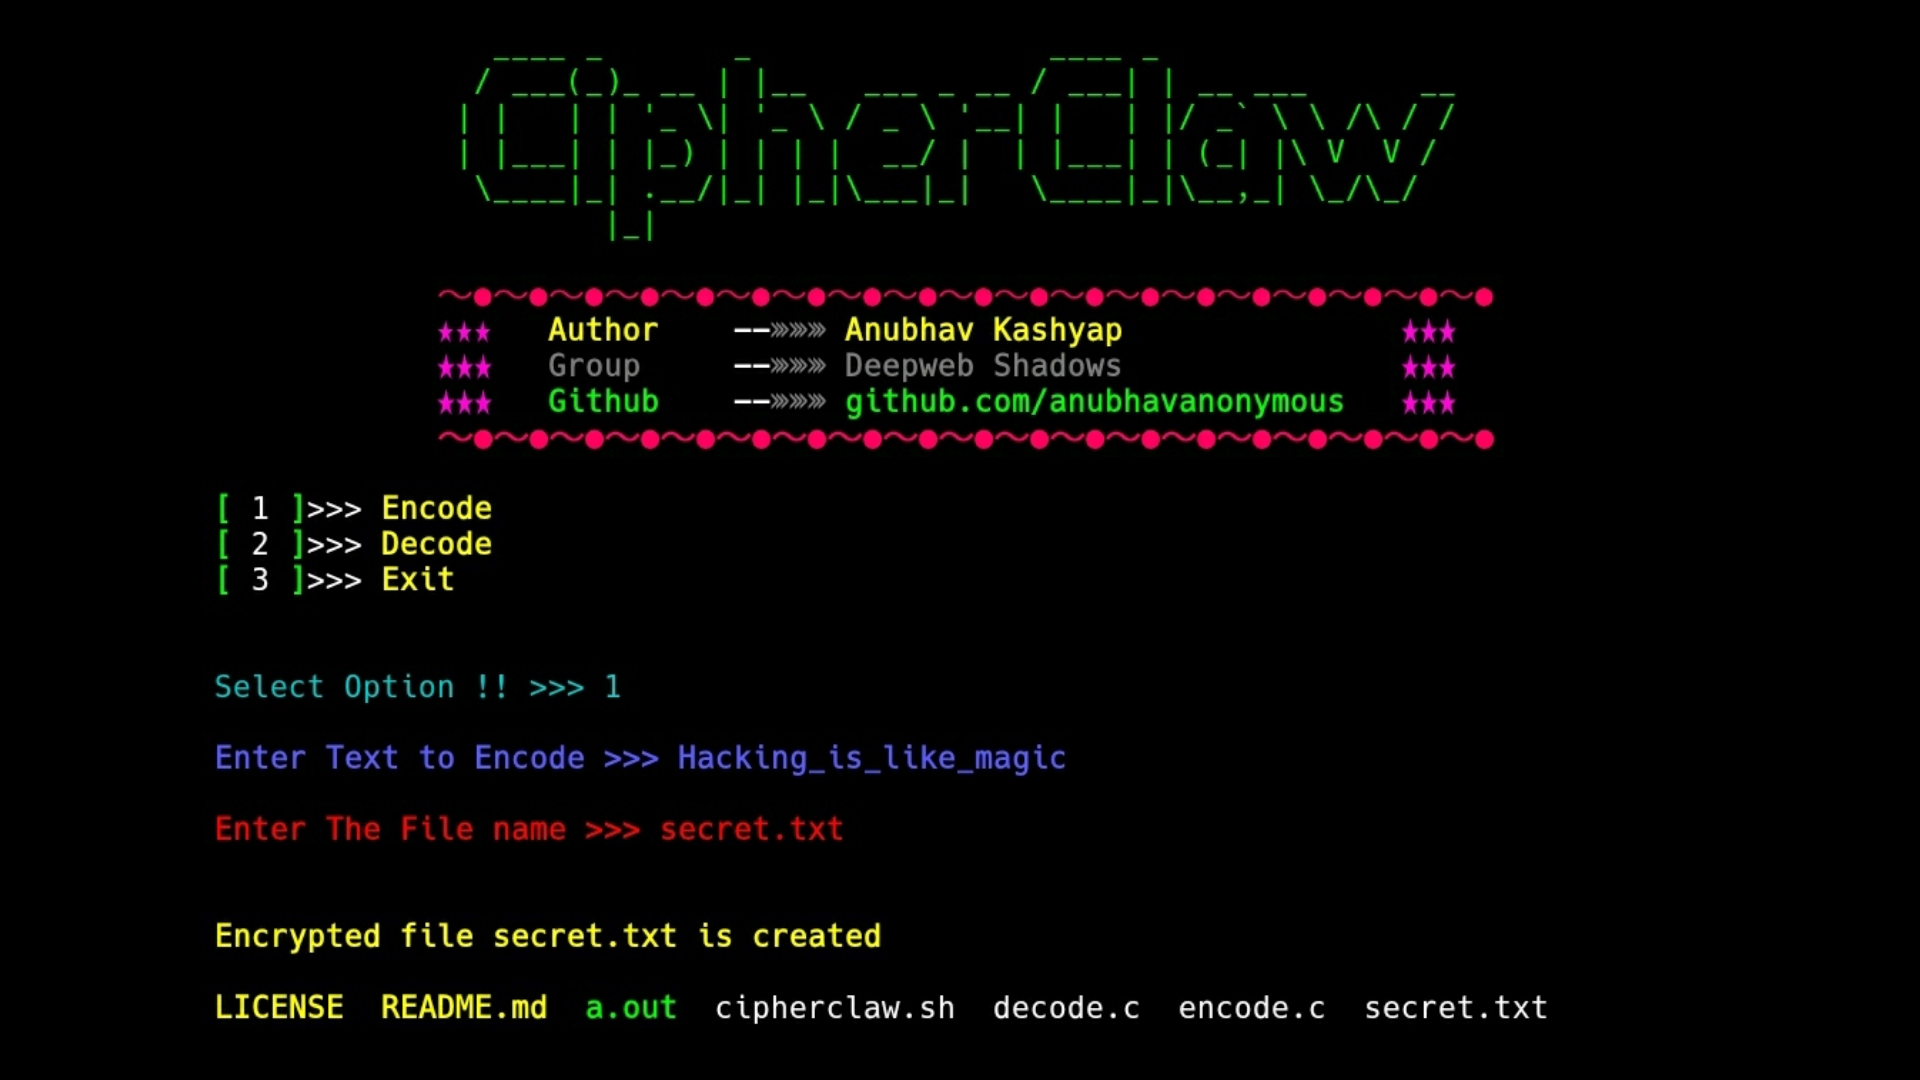 CipherClaw
★★★ Author ––»»» Anubhav Kashyap ★★★
★★★ Group ––»»» Deepweb Shadows ★★★
★★★ Github ––»»» github.com/anubhavanonymous ★★★
[ 1 ]>>> Encode
[ 2 ]>>> Decode
[ 3 ]>>> Exit
Select Option !! >>> 1
Enter Text to Encode >>> Hacking_is_like_magic
Enter The File name >>> secret.txt
Encrypted file secret.txt is created
LICENSE README.md a.out cipherclaw.sh decode.c encode.c secret.txt